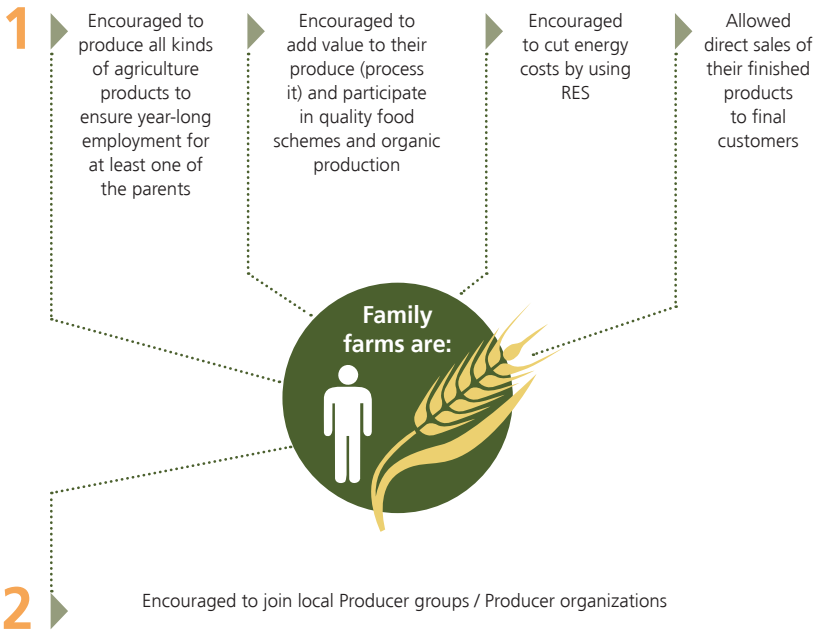 1
Encouraged to
produce all kinds
of agriculture
products to
ensure year-long
employment for
at least one of
the parents
Encouraged to
add value to their
produce (process
it) and participate
in quality food
schemes and organic
production
Encouraged
to cut energy
costs by using
RES
Allowed
direct sales of
their finished
products
to final
customers
Family
farms are:
2
Encouraged to join local Producer groups / Producer organizations